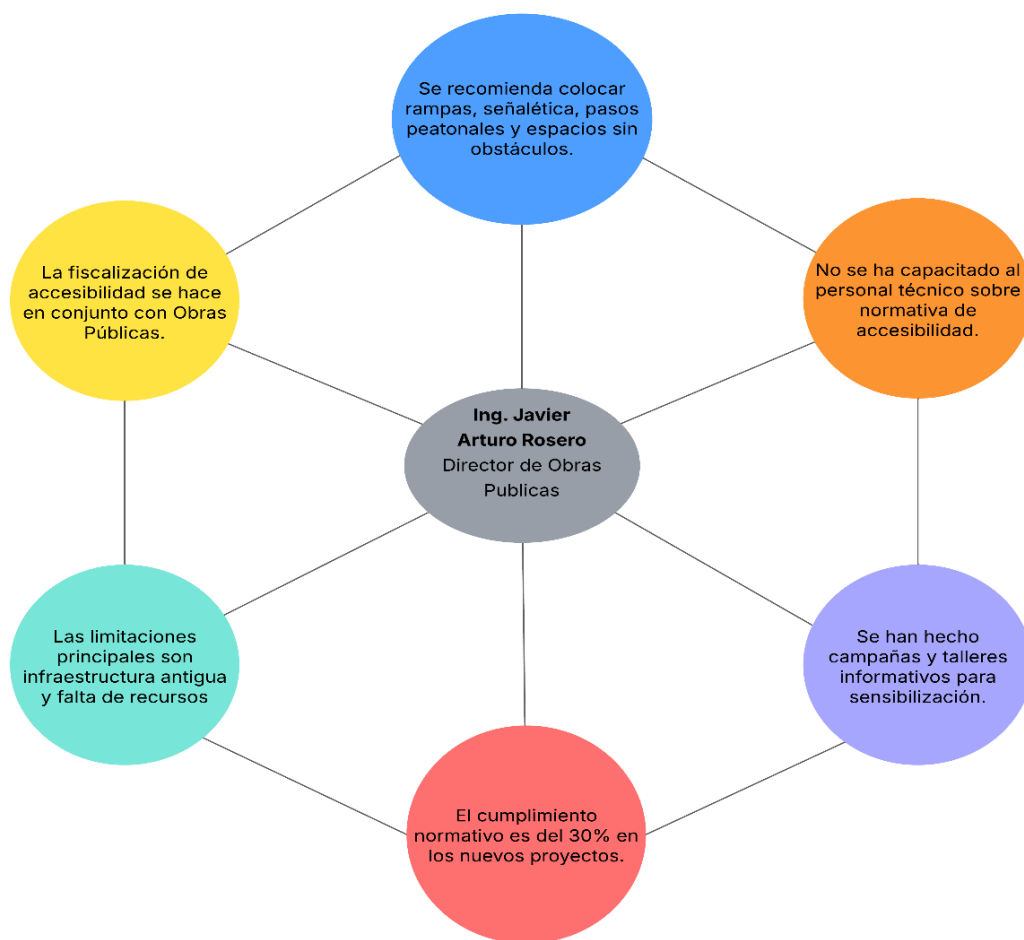 Se recomienda colocar
rampas, señalética, pasos
peatonales y espacios sin
obstáculos.
La fiscalización de
accesibilidad se hace
en conjunto con Obras
Públicas.
No se ha capacitado al
personal técnico sobre
normativa de
accesibilidad.
Ing. Javier
Arturo Rosero
Director de Obras
Publicas
Las limitaciones
principales son
infraestructura antigua
y falta de recursos
Se han hecho
campañas y talleres
informativos para
sensibilización.
El cumplimiento
normativo es del 30% en
los nuevos proyectos.